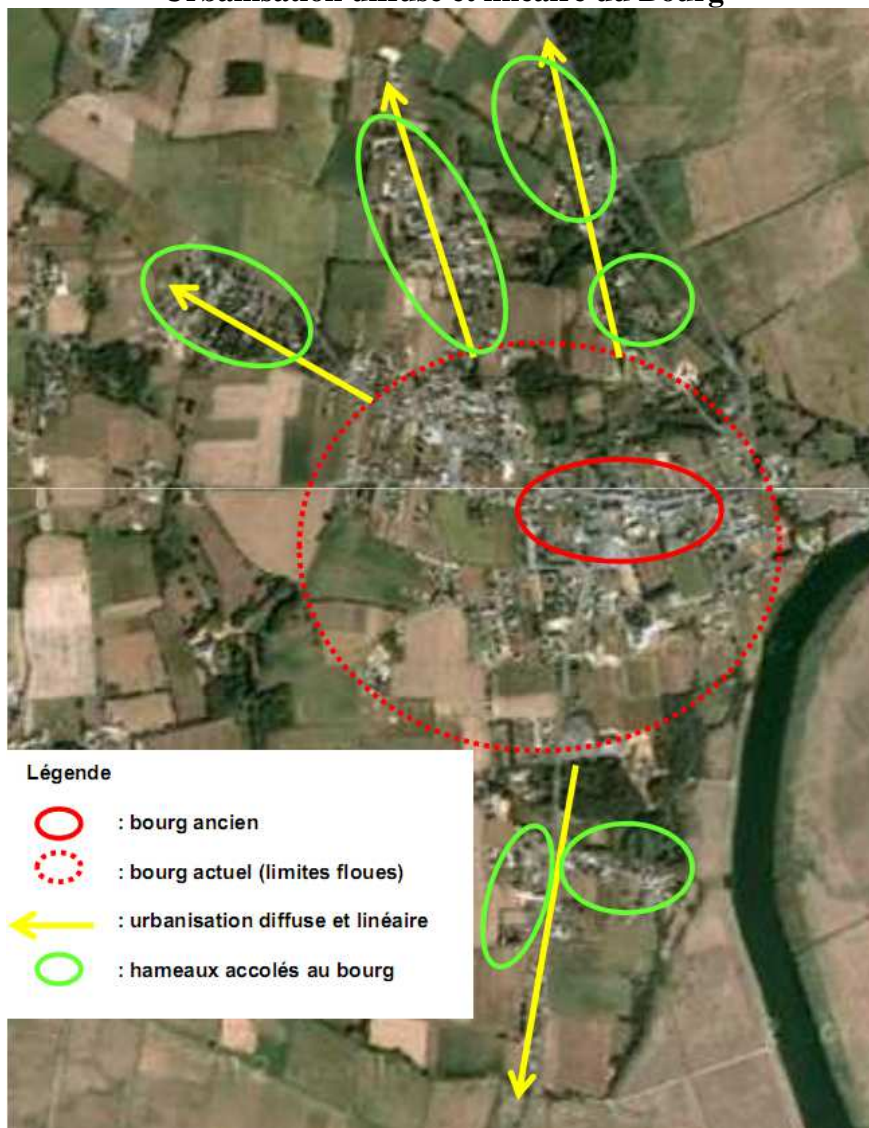 Urbanisation diffuse et linéaire du Bourg
Légende
: bourg ancien
: bourg actuel (limites floues)
: urbanisation diffuse et linéaire
: hameaux accolés au bourg